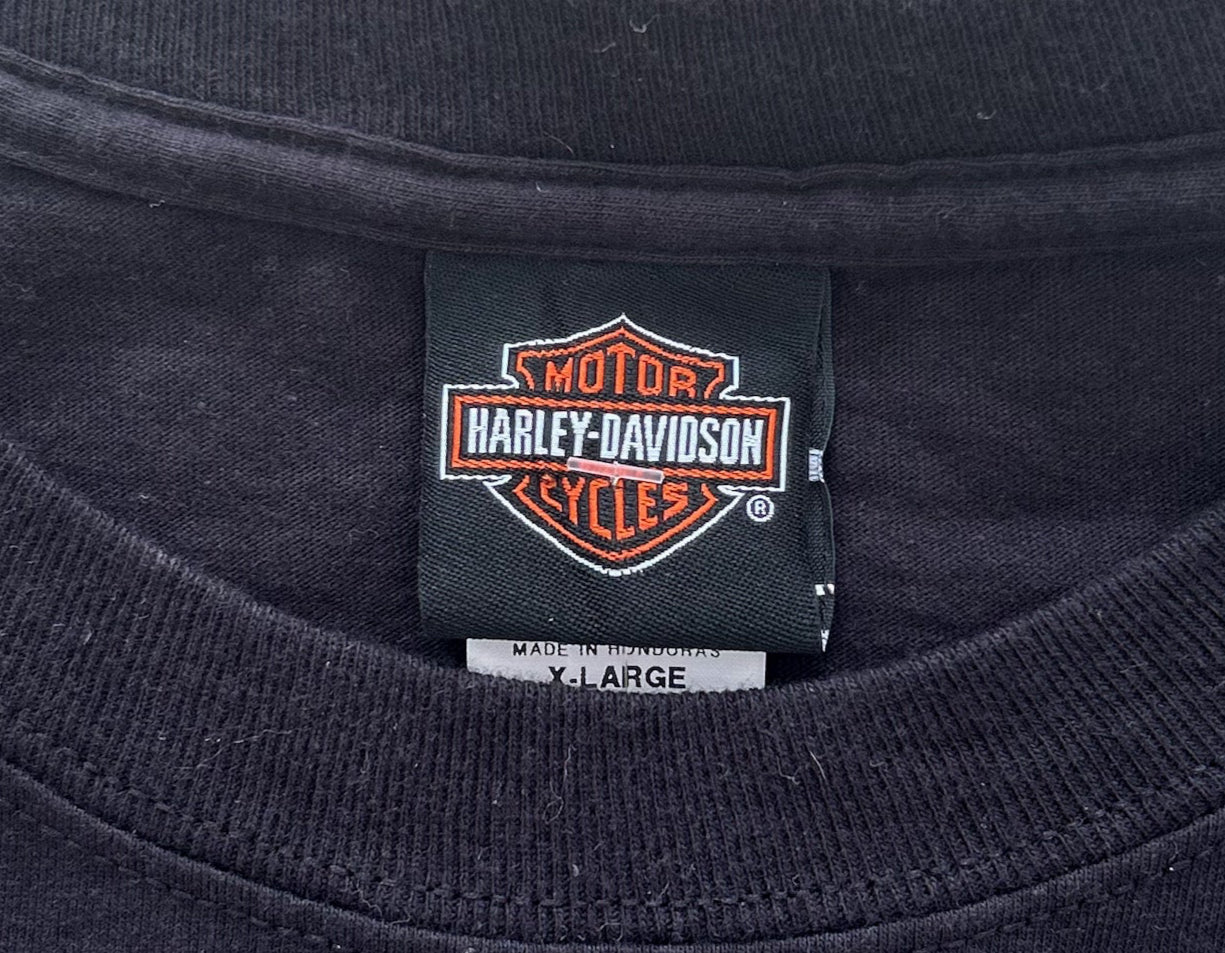 MOTOR
HARLEY-DAVIDSON
CYCLES
®
MADE IN HONDURAS
X-LARGE